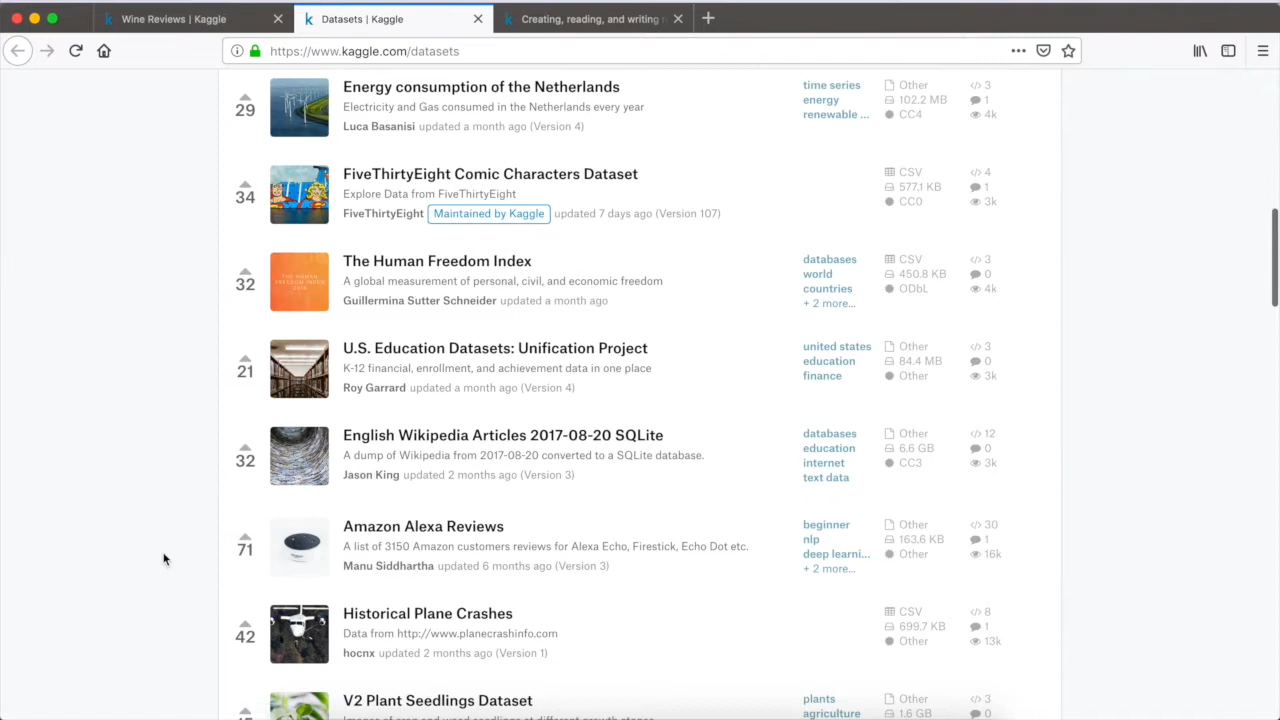 Wine Reviews | Kaggle
Datasets | Kaggle
Creating, reading, and writing r
https://www.kaggle.com/datasets
29
Energy consumption of the Netherlands
Electricity and Gas consumed in the Netherlands every year
Luca Basanisi updated a month ago (Version 4)
time series
energy
renewable ...
Other
102.2 MB
CC4
3
1
4k
34
FiveThirtyEight Comic Characters Dataset
Explore Data from FiveThirtyEight
FiveThirtyEight Maintained by Kaggle updated 7 days ago (Version 107)
CSV
577.1 KB
CC0
4
1
3k
32
The Human Freedom Index
A global measurement of personal, civil, and economic freedom
Guillermina Sutter Schneider updated a month ago
databases
world
countries
+ 2 more...
CSV
450.8 KB
ODbL
3
0
4k
THE HUMAN
FREEDOM INDEX
21
U.S. Education Datasets: Unification Project
K-12 financial, enrollment, and achievement data in one place
Roy Garrard updated a month ago (Version 4)
united states
education
finance
Other
84.4 MB
Other
3
0
3k
32
English Wikipedia Articles 2017-08-20 SQLite
A dump of Wikipedia from 2017-08-20 converted to a SQLite database.
Jason King updated 2 months ago (Version 3)
databases
education
internet
text data
Other
6.6 GB
CC3
12
0
3k
71
Amazon Alexa Reviews
A list of 3150 Amazon customers reviews for Alexa Echo, Firestick, Echo Dot etc.
Manu Siddhartha updated 6 months ago (Version 3)
beginner
nlp
deep learni...
+ 2 more...
Other
163.6 KB
Other
30
1
16k
42
Historical Plane Crashes
Data from http://www.planecrashinfo.com
hocnx updated 2 months ago (Version 1)
CSV
699.7 KB
Other
8
1
13k
V2 Plant Seedlings Dataset
plants
agriculture
Other
1.6 GB
3
0